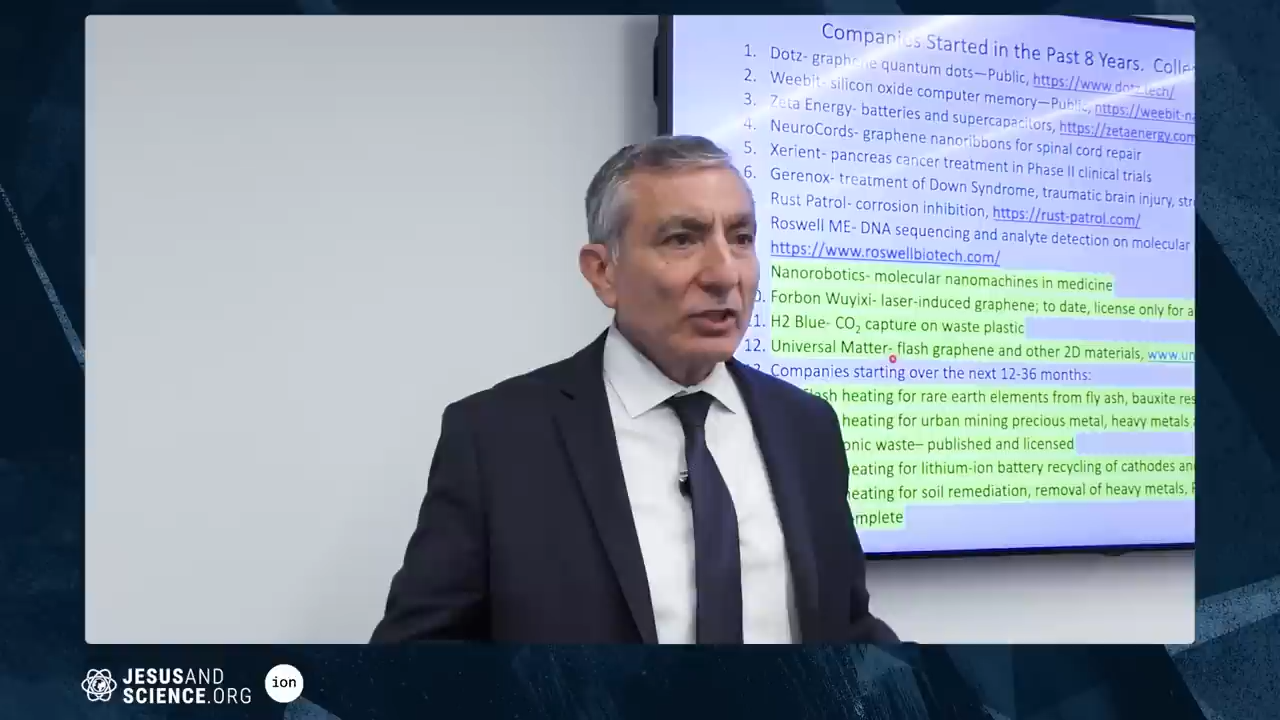 Companies Started in the Past 8 Years.
1. Dotz- graphene quantum dots—Public, https://www.dotz.tech/
2. Weebit- silicon oxide computer memory—Public,
3. Zeta Energy- batteries and supercapacitors, https://zetaenergy.com
4. NeuroCords- graphene nanoribbons for spinal cord repair
5. Xerient- pancreas cancer treatment in Phase II clinical trials
6. Gerenox- treatment of Down Syndrome, traumatic brain injury,
Rust Patrol- corrosion inhibition, https://rust-patrol.com/
Roswell ME- DNA sequencing and analyte detection on molecular
https://www.roswellbiotech.com/
Nanorobotics- molecular nanomachines in medicine
Forbon Wuyixi- laser-induced graphene; to date, license only for
H2 Blue- CO2 capture on waste plastic
12. Universal Matter- flash graphene and other 2D materials,
Companies starting over the next 12-36 months:
heating for rare earth elements from fly ash, bauxite
heating for urban mining precious metal, heavy metals
waste– published and licensed
heating for lithium-ion battery recycling of cathodes
heating for soil remediation, removal of heavy metals,
JESUSAND
SCIENCE.ORG
ion